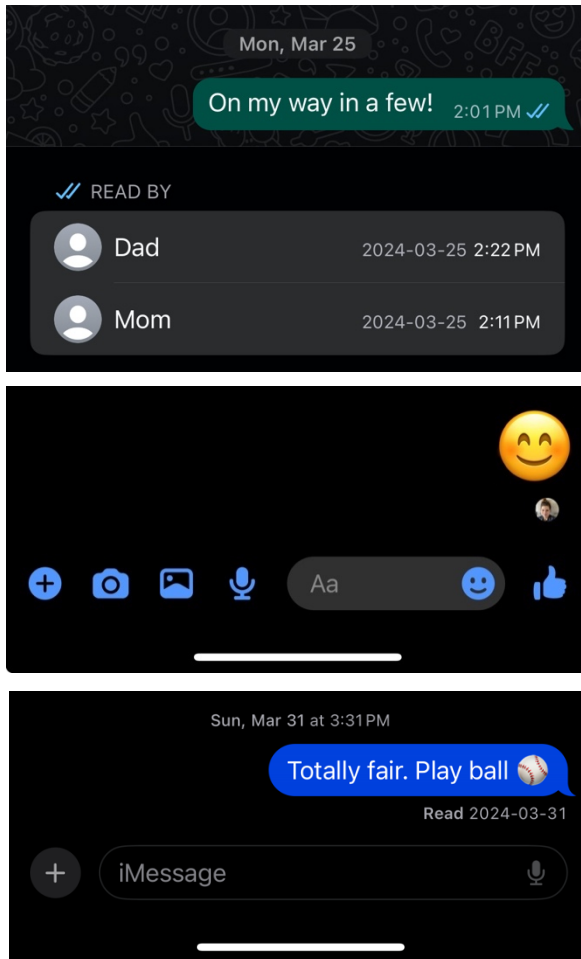 Mon, Mar 25
On my way in a few! 2:01 PM
READ BY
Dad 2024-03-25 2:22 PM
Mom 2024-03-25 2:11 PM
Aa
Sun, Mar 31 at 3:31 PM
Totally fair. Play ball ⚾
Read 2024-03-31
iMessage